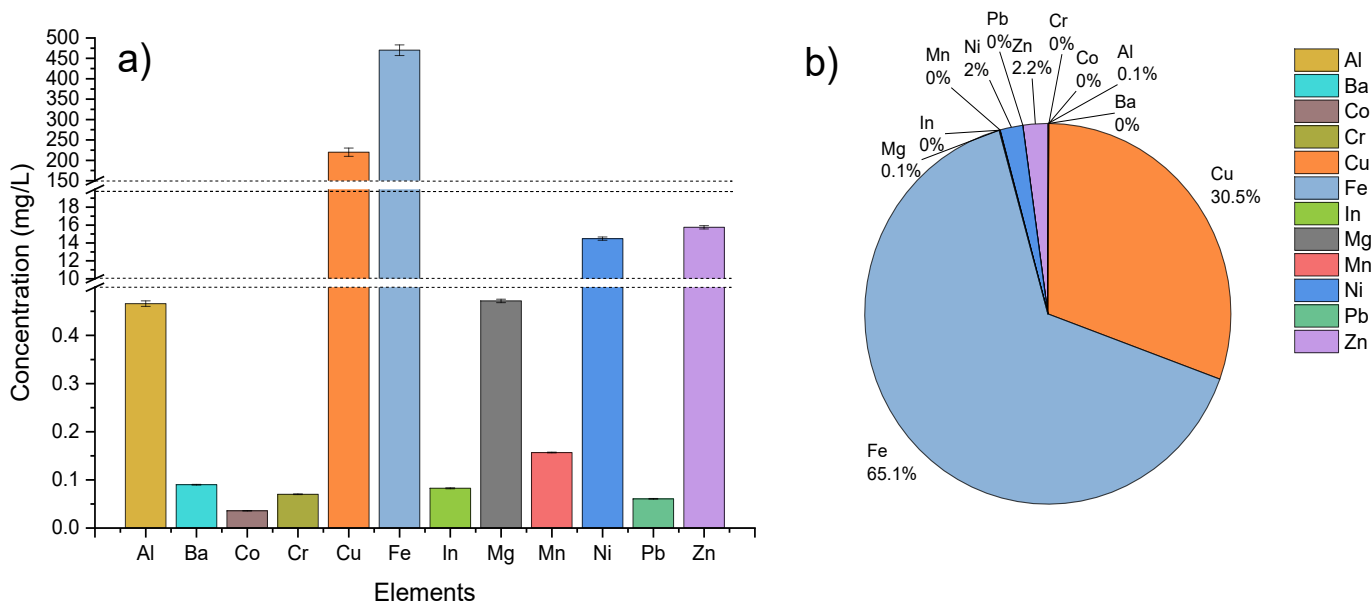 a)
Concentration (mg/L)
500
450
400
350
300
250
200
150
18
16
14
12
10
0.4
0.3
0.2
0.1
0.0
Al Ba Co Cr Cu Fe In Mg Mn Ni Pb Zn
Elements
b)
Mg
0.1%
In
0%
Mn
0%
Ni
2%
Pb
0%
Zn
2.2%
Cr
0%
Co
0%
Al
0.1%
Ba
0%
Cu
30.5%
Fe
65.1%
Al
Ba
Co
Cr
Cu
Fe
In
Mg
Mn
Ni
Pb
Zn